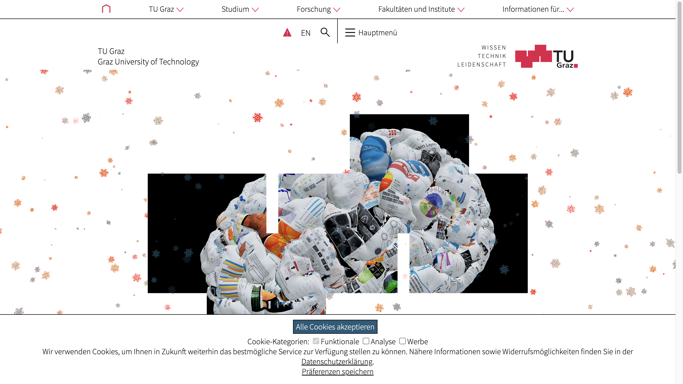 TU Graz
Studium
Forschung
Fakultäten und Institute
Informationen für...
EN
Hauptmenü
TU Graz
Graz University of Technology
WISSEN
TECHNIK
LEIDENSCHAFT
TU
Graz
Alle Cookies akzeptieren
Cookie-Kategorien: Funktionale Analyse Werbe
Wir verwenden Cookies, um Ihnen in Zukunft weiterhin das bestmögliche Service zur Verfügung stellen zu können. Nähere Informationen sowie Widerrufsmöglichkeiten finden Sie in der
Datenschutzerklärung.
Präferenzen speichern